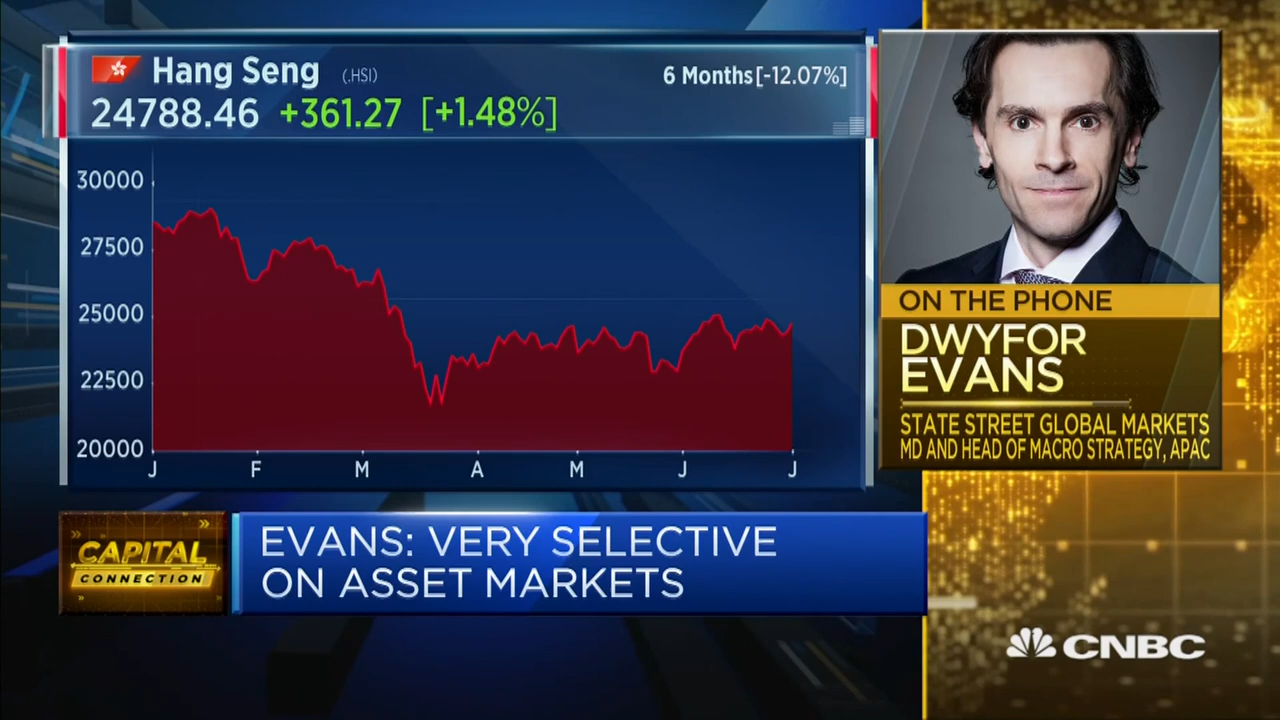 Hang Seng (.HSI) 6 Months[-12.07%]
24788.46 +361.27 [+1.48%]
30000
27500
25000
22500
20000
J F M A M J J
ON THE PHONE
DWYFOR
EVANS
STATE STREET GLOBAL MARKETS
MD AND HEAD OF MACRO STRATEGY, APAC
CAPITAL
CONNECTION
EVANS: VERY SELECTIVE
ON ASSET MARKETS
CNBC